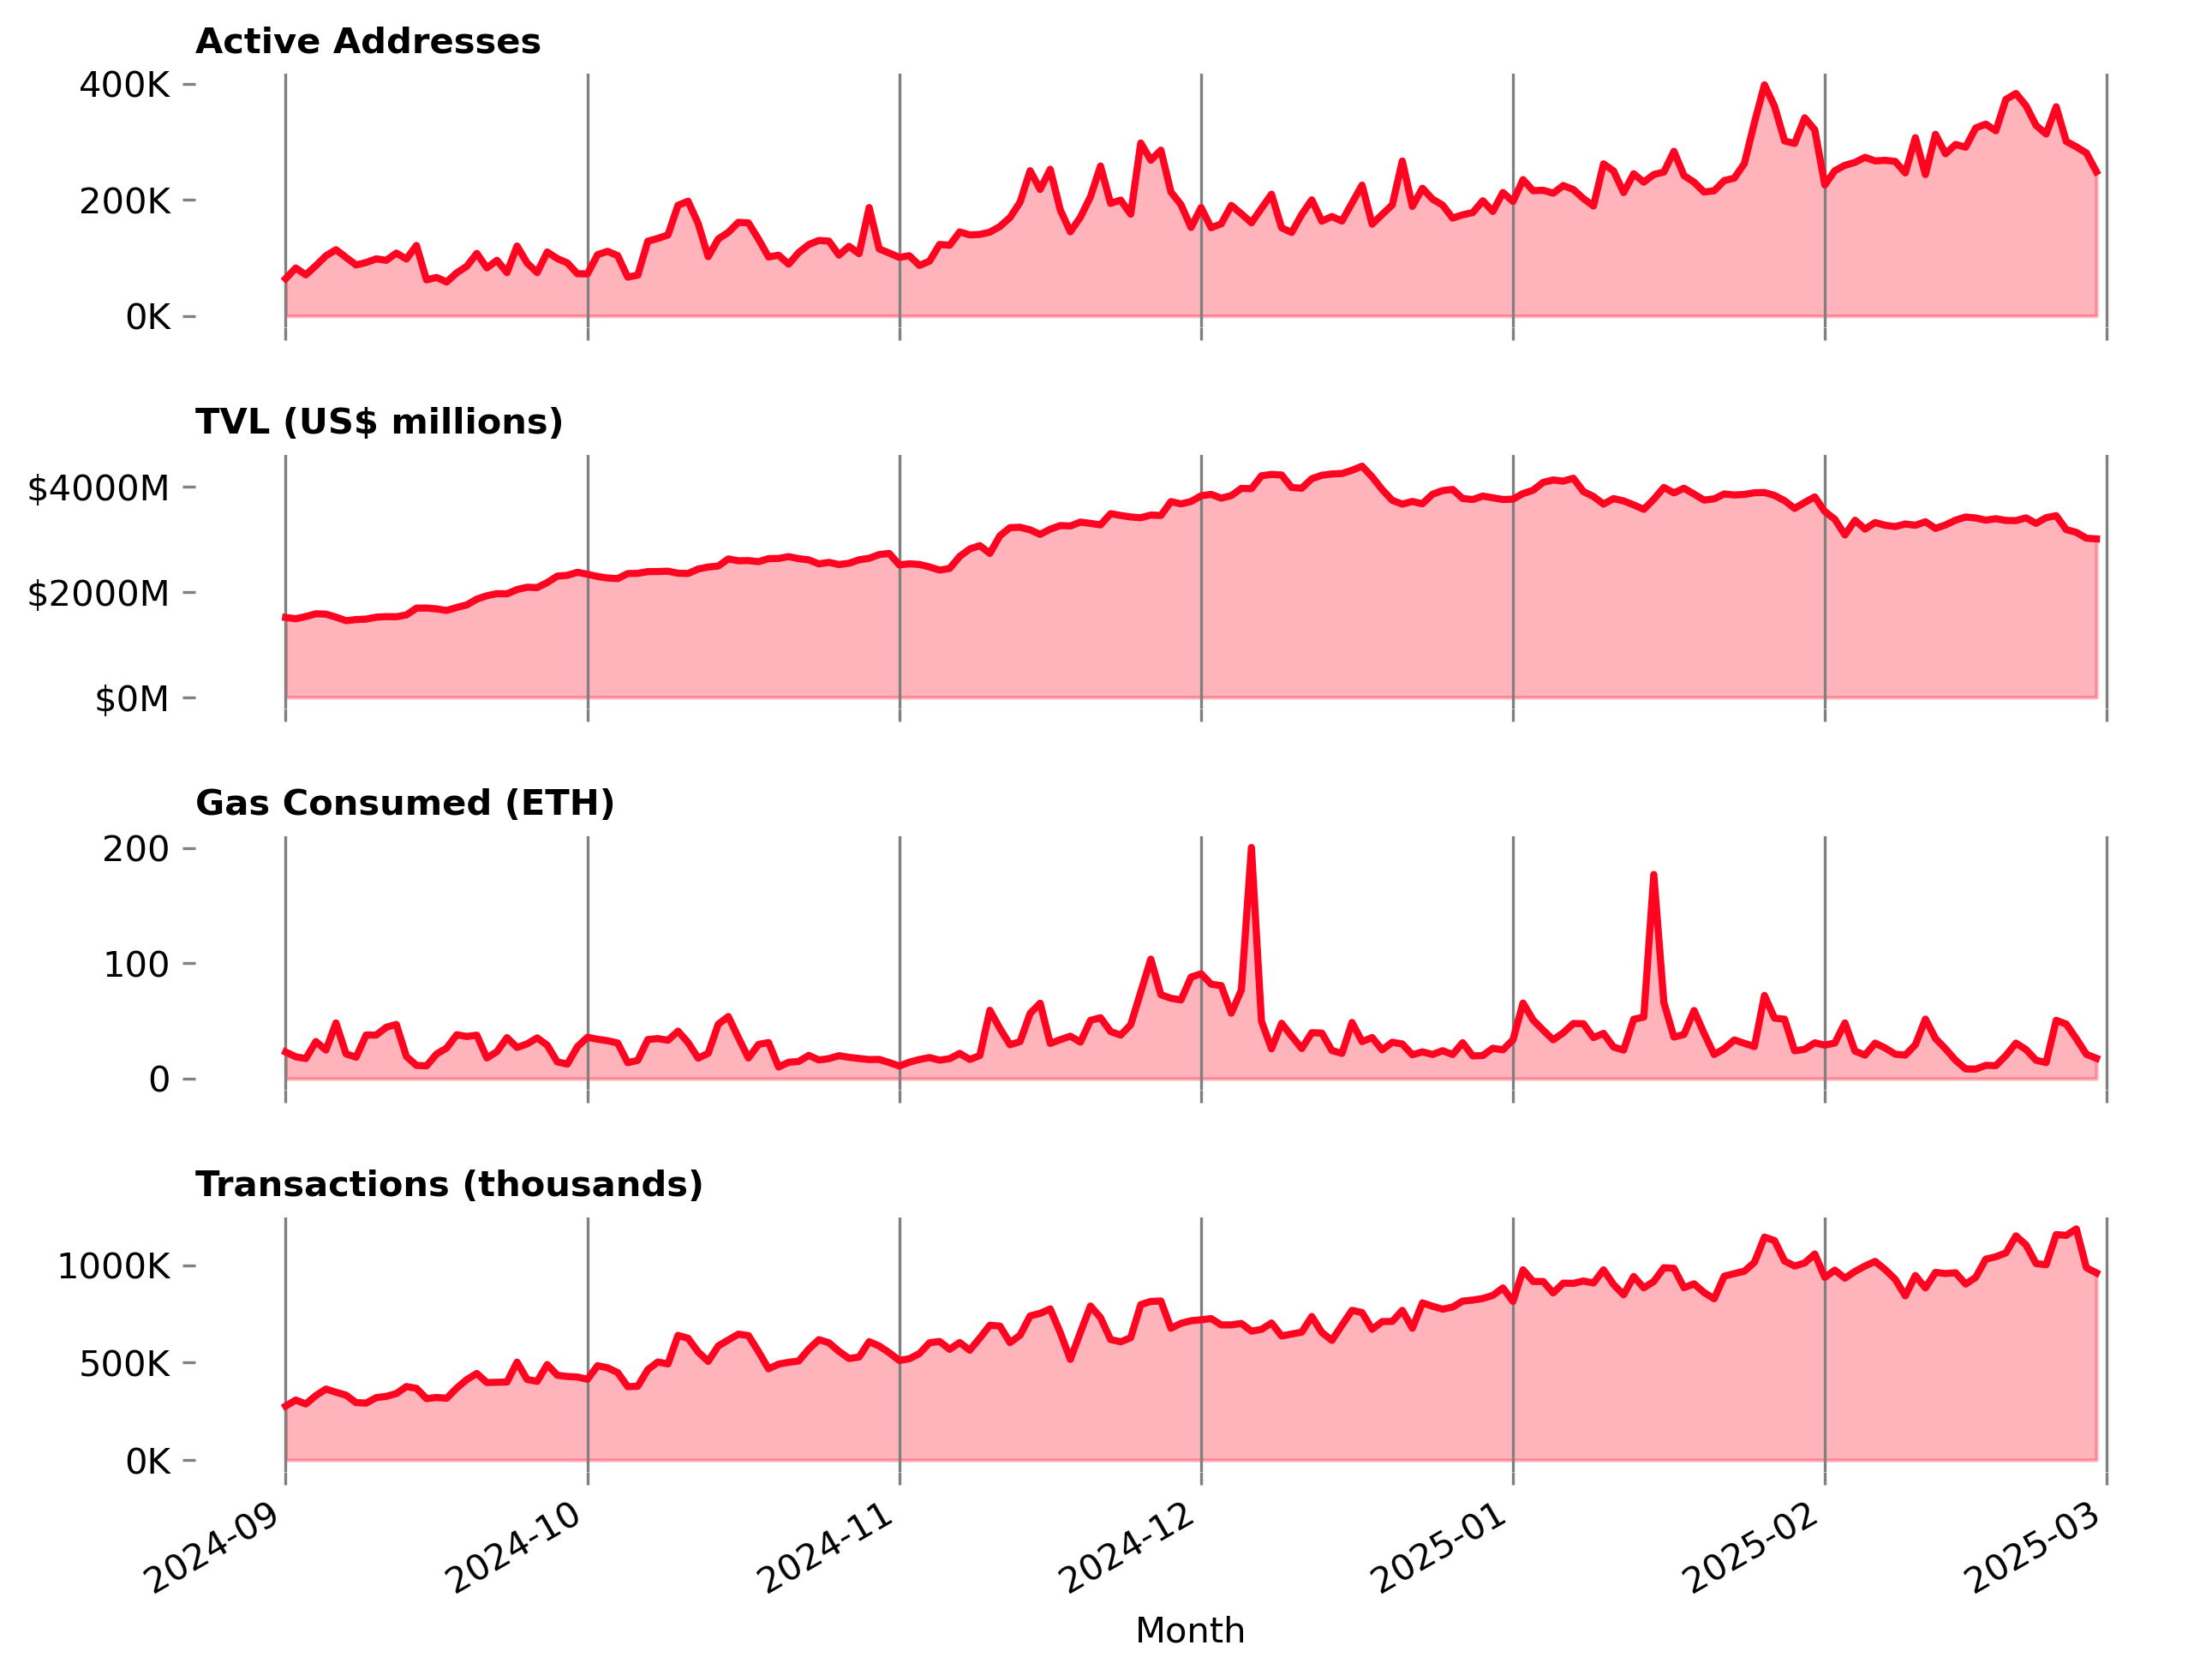 Active Addresses
400K
200K
0K
TVL (US$ millions)
$4000M
$2000M
$0M
Gas Consumed (ETH)
200
100
0
Transactions (thousands)
1000K
500K
0K
2024-09
2024-10
2024-11
2024-12
2025-01
2025-02
2025-03
Month